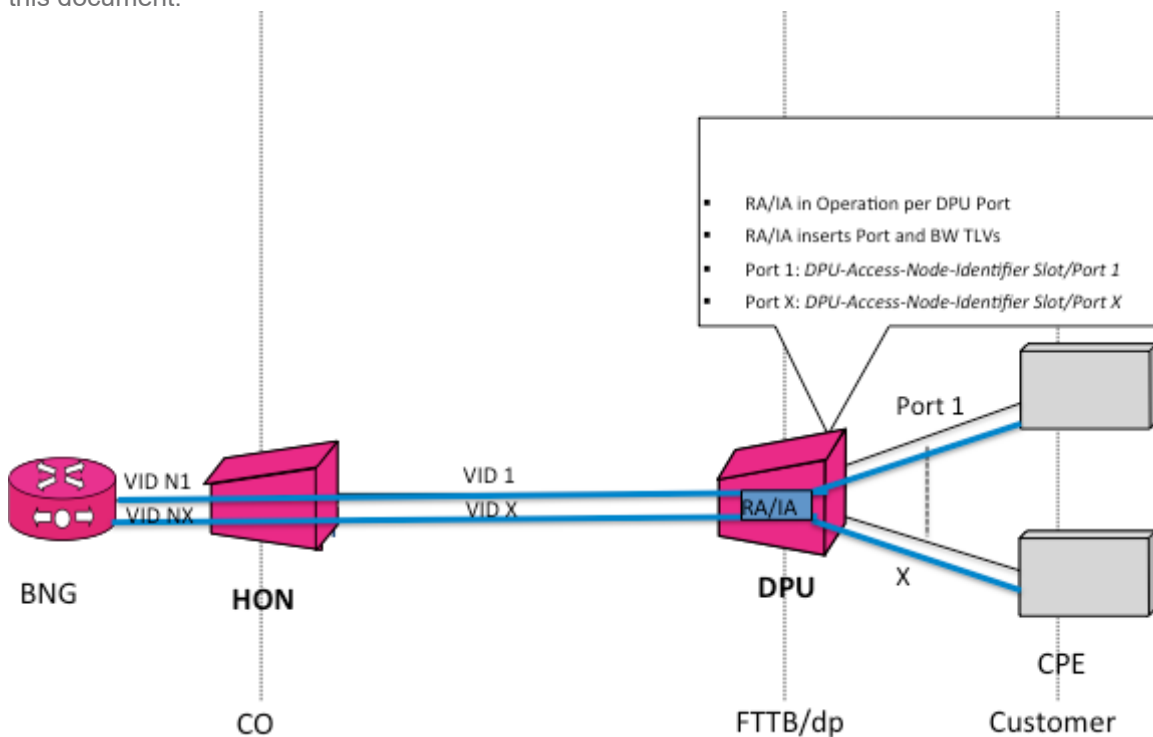 this document.
▪ RA/IA in Operation per DPU Port
▪ RA/IA inserts Port and BW TLVs
▪ Port 1: DPU-Access-Node-Identifier Slot/Port 1
▪ Port X: DPU-Access-Node-Identifier Slot/Port X
Port 1
VID N1
VID 1
VID NX
VID X
RA/IA
X
BNG
HON
DPU
CPE
CO
FTTB/dp
Customer